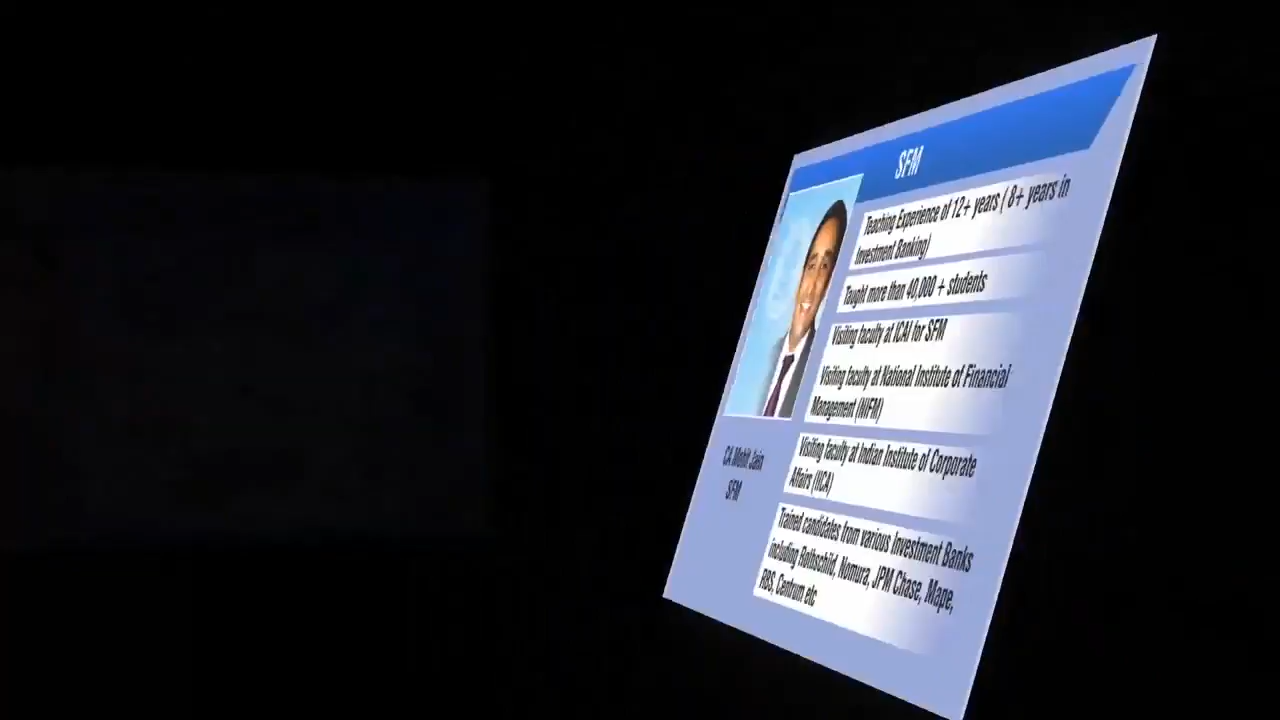 SFM
Teaching Experience of 12+ years ( 8+ years in
Investment Banking)
Taught more than 40,000 + students
Visiting faculty at ICAI for SFM
Visiting faculty at National Institute of Financial
Management (NIFM)
Visiting faculty at Indian Institute of Corporate
Affairs (IICA)
Trained candidates from various Investment Banks
including Rothschild, Nomura, JPM Chase, Mape,
RBS, Centrum etc
CA Mohit Jain
SFM